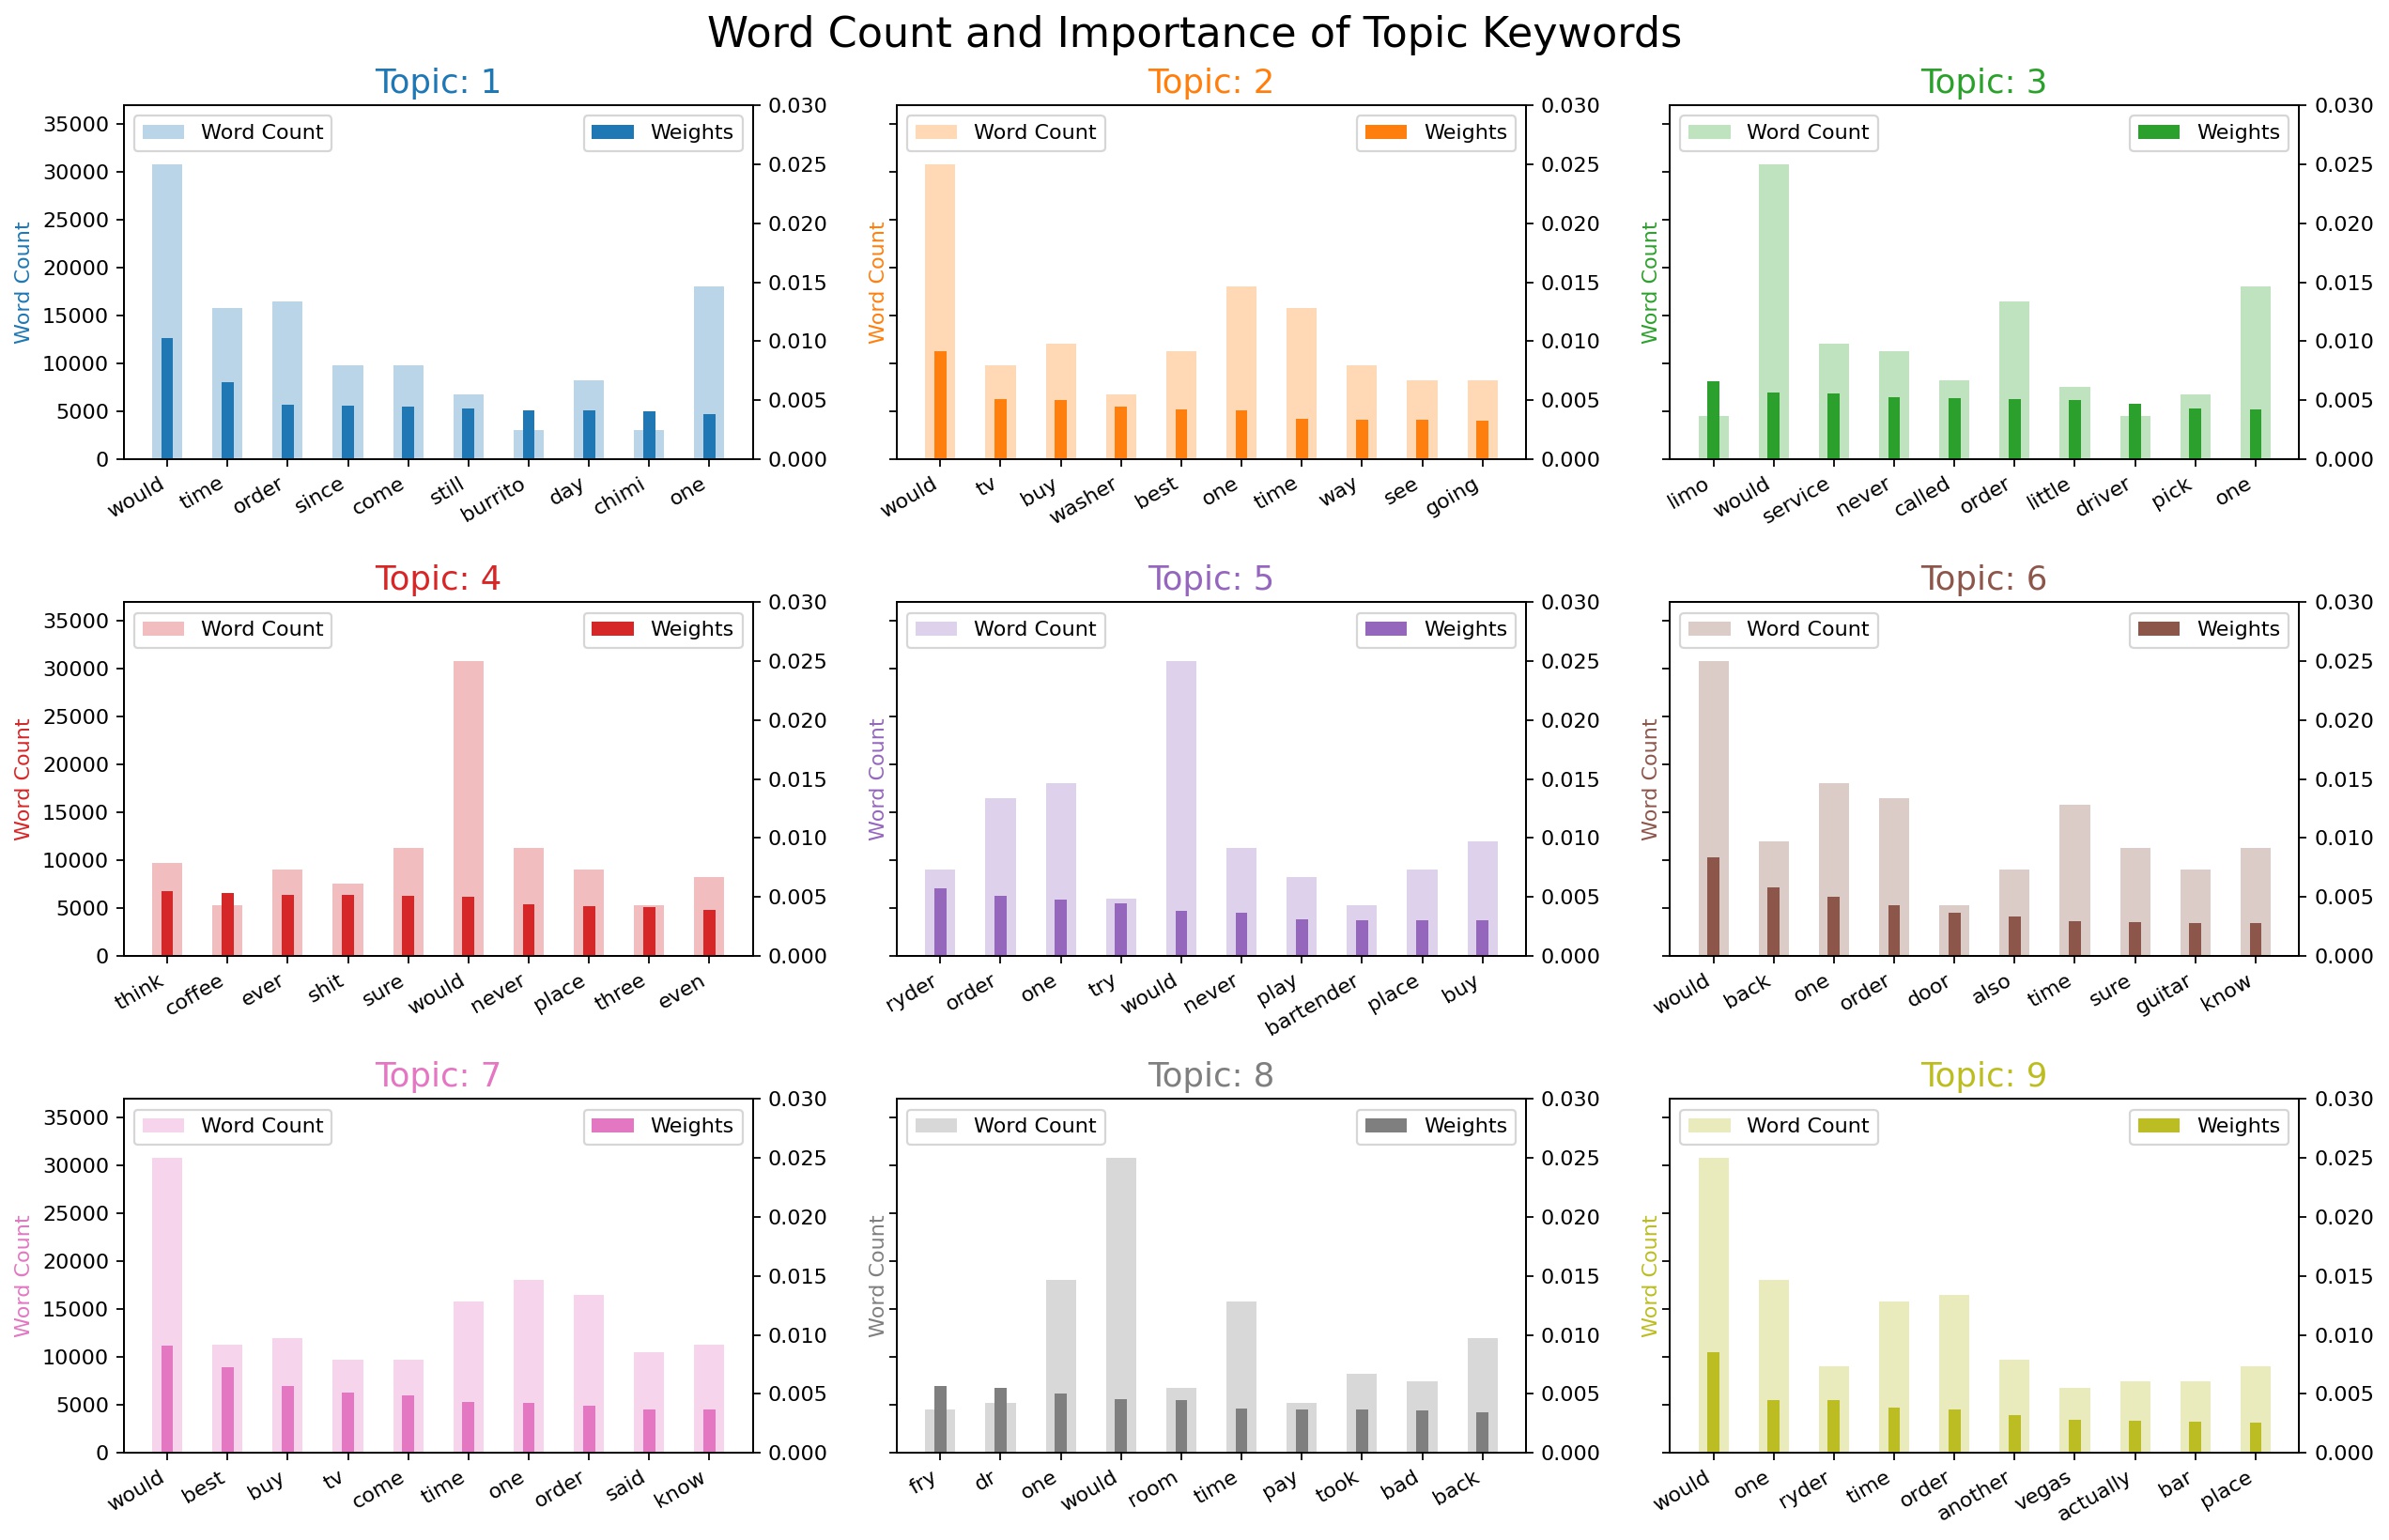 Word Count and Importance of Topic Keywords
Topic: 1
Word Count
Weights
Word Count
35000
30000
25000
20000
15000
10000
5000
0
0.030
0.025
0.020
0.015
0.010
0.005
0.000
would time order since come still burrito day chimi one
Topic: 2
Word Count
Weights
Word Count
0.030
0.025
0.020
0.015
0.010
0.005
0.000
would tv buy washer best one time way see going
Topic: 3
Word Count
Weights
Word Count
0.030
0.025
0.020
0.015
0.010
0.005
0.000
limo would service never called order little driver pick one
Topic: 4
Word Count
Weights
Word Count
35000
30000
25000
20000
15000
10000
5000
0
0.030
0.025
0.020
0.015
0.010
0.005
0.000
think coffee ever shit sure would never place three even
Topic: 5
Word Count
Weights
Word Count
0.030
0.025
0.020
0.015
0.010
0.005
0.000
ryder order one try would never play bartender place buy
Topic: 6
Word Count
Weights
Word Count
0.030
0.025
0.020
0.015
0.010
0.005
0.000
would back one order door also time sure guitar know
Topic: 7
Word Count
Weights
Word Count
35000
30000
25000
20000
15000
10000
5000
0
0.030
0.025
0.020
0.015
0.010
0.005
0.000
would best buy tv come time one order said know
Topic: 8
Word Count
Weights
Word Count
0.030
0.025
0.020
0.015
0.010
0.005
0.000
fry dr one would room time pay took bad back
Topic: 9
Word Count
Weights
Word Count
0.030
0.025
0.020
0.015
0.010
0.005
0.000
would one ryder time order another vegas actually bar place